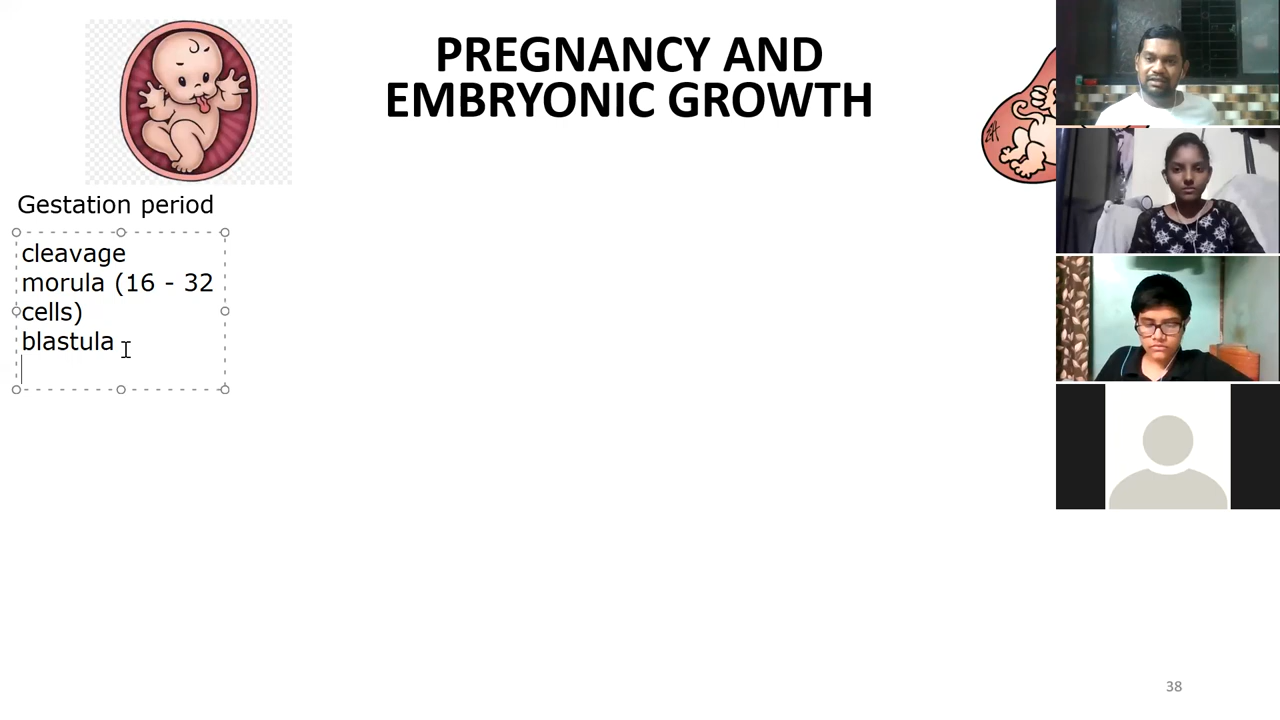 PREGNANCY AND
EMBRYONIC GROWTH
Gestation period
cleavage
morula (16 - 32
cells)
blastula
38